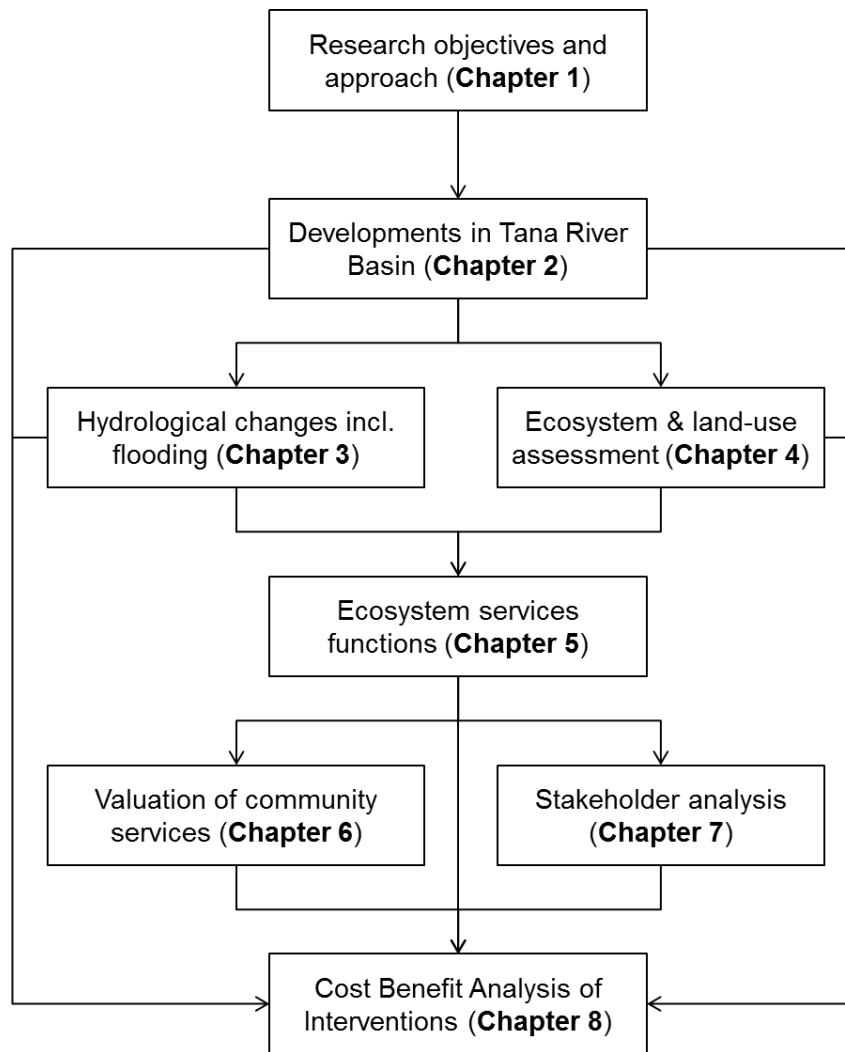 Research objectives and
approach (Chapter 1)
Developments in Tana River
Basin (Chapter 2)
Hydrological changes incl.
flooding (Chapter 3)
Ecosystem & land-use
assessment (Chapter 4)
Ecosystem services
functions (Chapter 5)
Valuation of community
services (Chapter 6)
Stakeholder analysis
(Chapter 7)
Cost Benefit Analysis of
Interventions (Chapter 8)